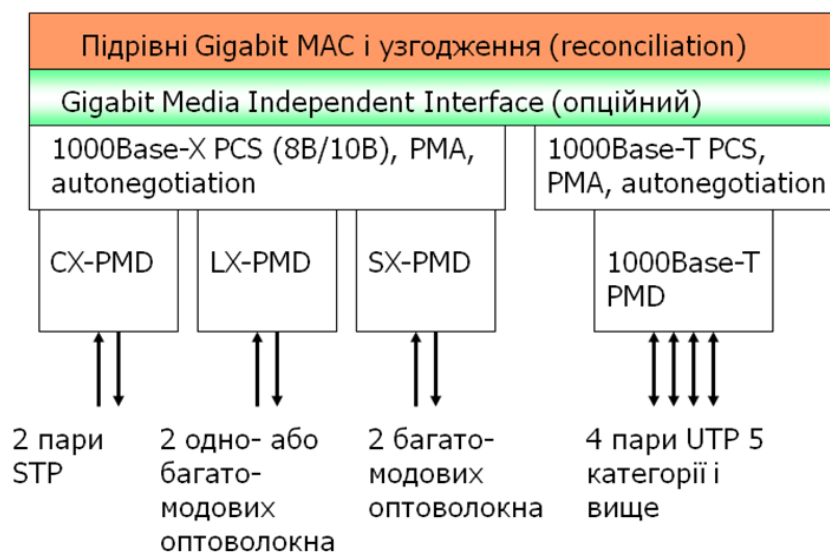 Підрівні Gigabit MAC і узгодження (reconciliation)
Gigabit Media Independent Interface (опційний)
1000Base-X PCS (8B/10B), PMA,
autonegotiation
1000Base-T PCS,
PMA, autonegotiation
CX-PMD
LX-PMD
SX-PMD
1000Base-T
PMD
2 пари
STP
2 одно- або
багато-
модових
оптоволокна
2 багато-
модових
оптоволокна
4 пари UTP 5
категорії і
вище